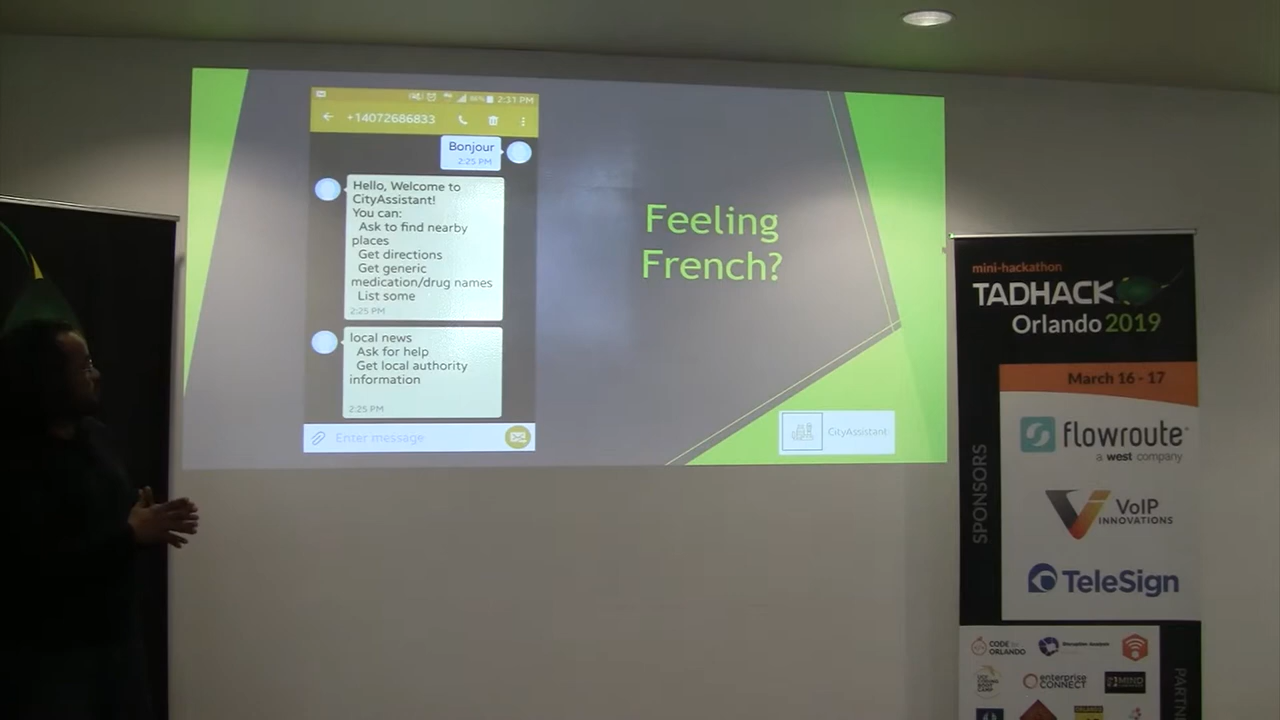 2:31 PM
+14072686833
Bonjour
2:25 PM
Hello, Welcome to
CityAssistant!
You can:
Ask to find nearby
places
Get directions
Get generic
medication/drug names
List some
2:25 PM
local news
Ask for help
Get local authority
information
2:25 PM
Enter message
Feeling
French?
CityAssistant
mini-hackathon
TADHACK
Orlando 2019
March 16 - 17
SPONSORS
flowroute
a west company
VoIP
INNOVATIONS
TeleSign
CODE for
ORLANDO
enterprise
CONNECT
MIND
PARTN